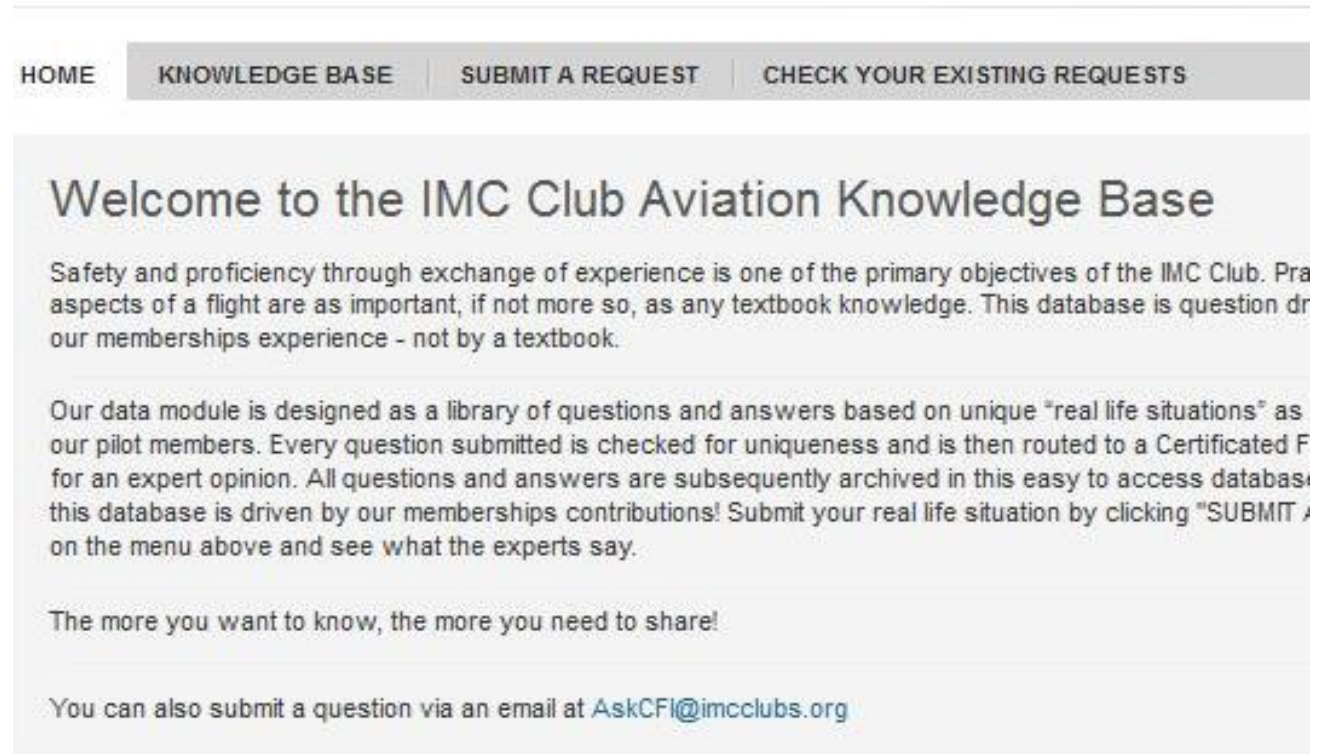 HOME KNOWLEDGE BASE SUBMIT A REQUEST CHECK YOUR EXISTING REQUESTS
Welcome to the IMC Club Aviation Knowledge Base
Safety and proficiency through exchange of experience is one of the primary objectives of the IMC Club. Pra
aspects of a flight are as important, if not more so, as any textbook knowledge. This database is question dr
our memberships experience - not by a textbook.
Our data module is designed as a library of questions and answers based on unique "real life situations" as
our pilot members. Every question submitted is checked for uniqueness and is then routed to a Certificated F
for an expert opinion. All questions and answers are subsequently archived in this easy to access database
this database is driven by our memberships contributions! Submit your real life situation by clicking "SUBMIT A
on the menu above and see what the experts say.
The more you want to know, the more you need to share!
You can also submit a question via an email at AskCFI@imcclubs.org